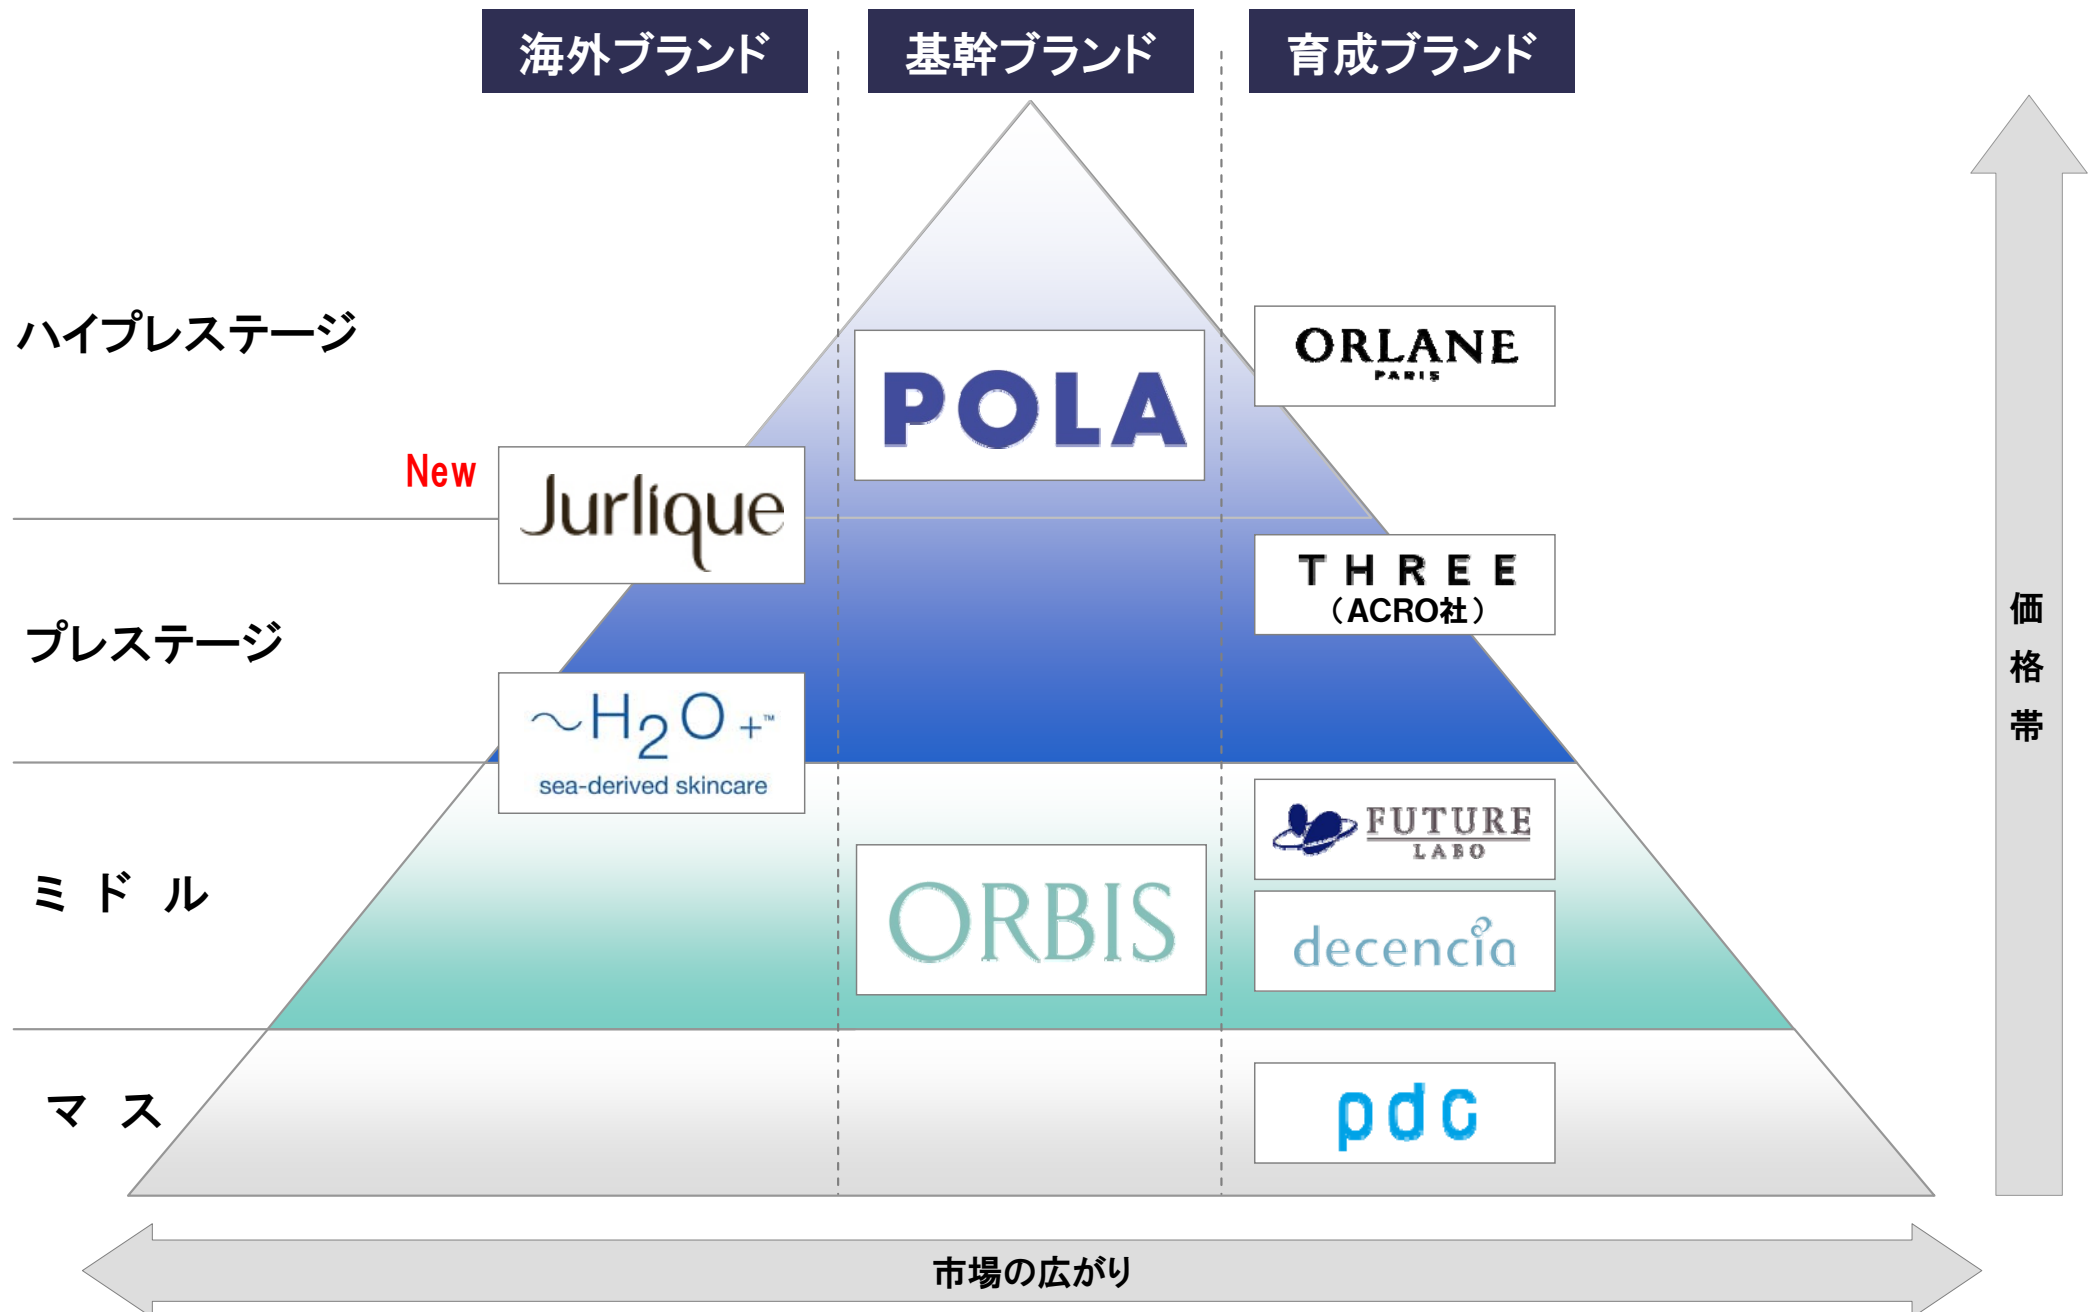 海外ブランド
基幹ブランド
育成ブランド
ハイプレステージ
POLA
ORLANE
PARIS
New
Jurlique
THREE
（ACRO社）
プレステージ
~H2O+™
sea-derived skincare
FUTURE
LABO
ミドル
ORBIS
decencia
マス
pdc
価格帯
市場の広がり